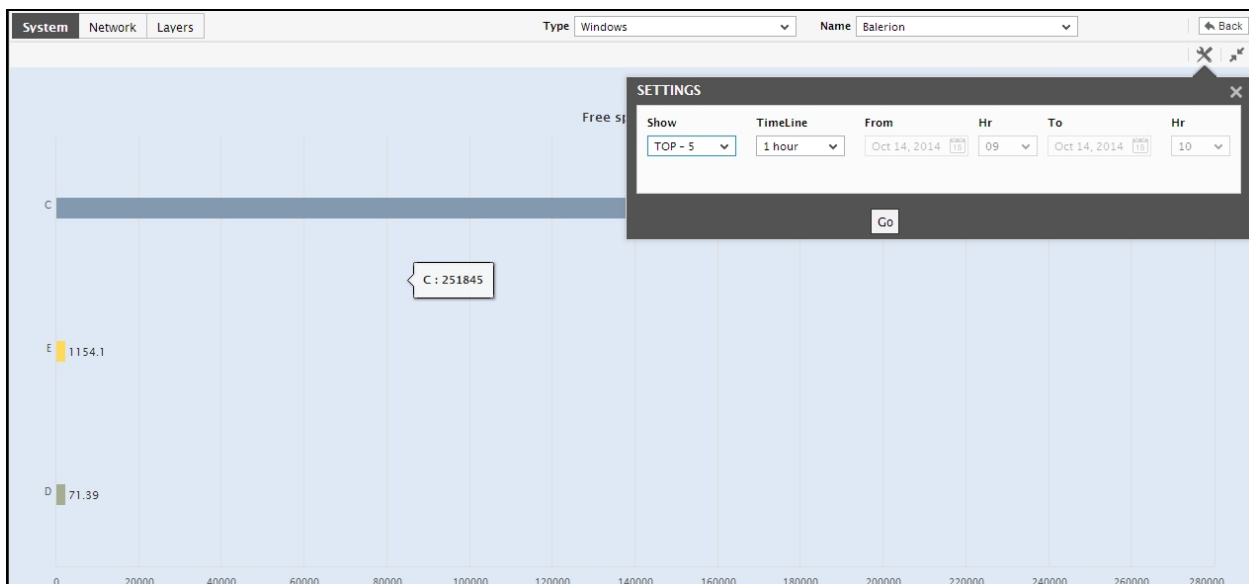 System Network Layers Type Windows Name Balerion Back
SETTINGS
Free
Show TimeLine From Hr To Hr
TOP - 5 1 hour Oct 14, 2014 15 09 Oct 14, 2014 15 10
Go
C
C : 251845
E 1154.1
D 71.39
0 20000 40000 60000 80000 100000 120000 140000 160000 180000 200000 220000 240000 260000 280000